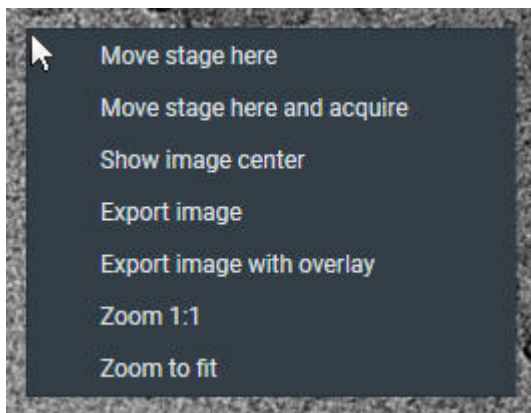 Move stage here
Move stage here and acquire
Show image center
Export image
Export image with overlay
Zoom 1:1
Zoom to fit